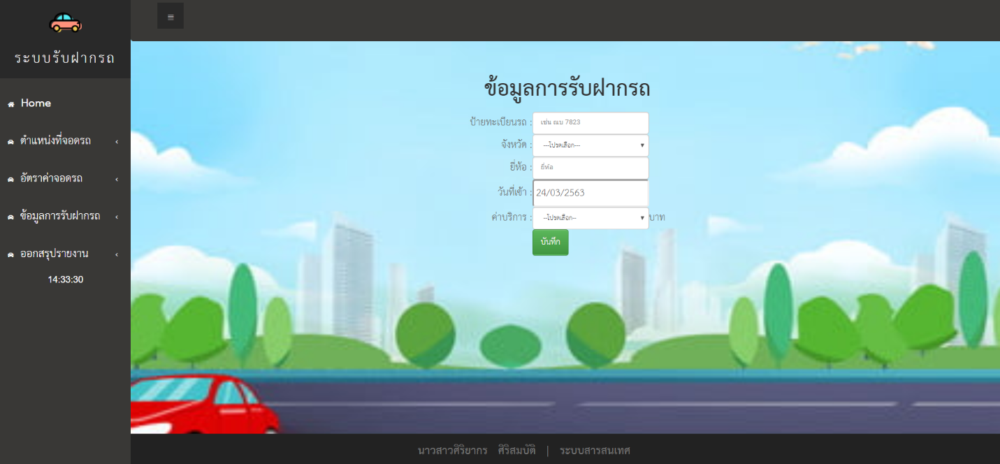 ระบบรับฝากรถ
Home
ตำแหน่งที่จอดรถ
อัตราค่าจอดรถ
ข้อมูลการรับฝากรถ
ออกสรุปรายงาน
14:33:30
ข้อมูลการรับฝากรถ
ป้ายทะเบียนรถ : เช่น ฌบ 7823
จังหวัด : ---โปรดเลือก---
ยี่ห้อ : ยี่ห้อ
วันที่เข้า : 24/03/2563
ค่าบริการ : --โปรดเลือก-- บาท
บันทึก
นาวสาวศิริยากร ศิริสมบัติ | ระบบสารสนเทศ